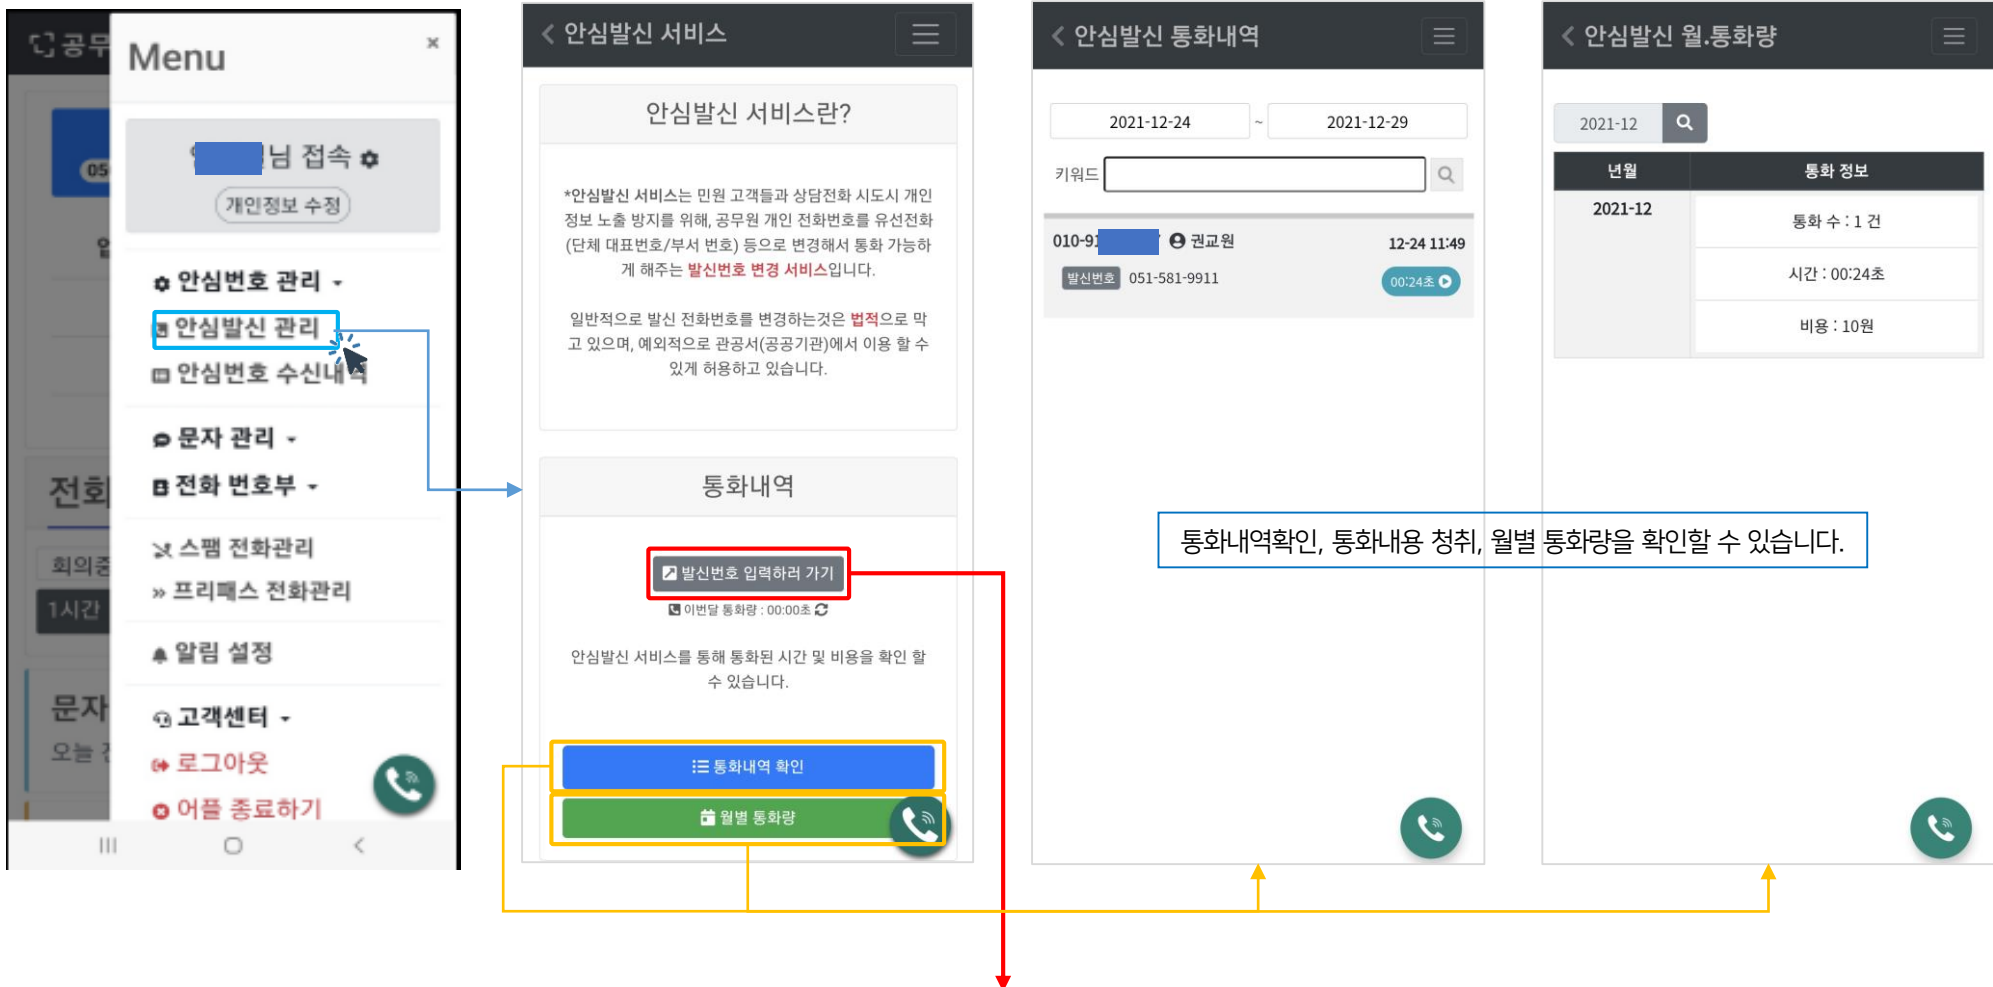 공무
Menu
×
님 접속
개인정보 수정
05
안심번호 관리
안심발신 관리
안심번호 수신내역
문자 관리
전화 번호부
스팸 전화관리
프리패스 전화관리
알림 설정
고객센터
로그아웃
어플 종료하기
전화
회의중
1시간
문자
오늘
안심발신 서비스
안심발신 서비스란?
*안심발신 서비스는 민원 고객들과 상담전화 시도시 개인
정보 노출 방지를 위해, 공무원 개인 전화번호를 유선전화
(단체 대표번호/부서 번호) 등으로 변경해서 통화 가능하
게 해주는 발신번호 변경 서비스입니다.
일반적으로 발신 전화번호를 변경하는것은 법적으로 막
고 있으며, 예외적으로 관공서(공공기관)에서 이용 할 수
있게 허용하고 있습니다.
통화내역
발신번호 입력하러 가기
이번달 통화량 : 00:00초
안심발신 서비스를 통해 통화된 시간 및 비용을 확인 할
수 있습니다.
통화내역 확인
월별 통화량
안심발신 통화내역
2021-12-24 ~ 2021-12-29
키워드
010-91 권교원 12-24 11:49
발신번호 051-581-9911 00:24초
안심발신 월.통화량
2021-12
년월 통화 정보
2021-12 통화 수 : 1 건
시간 : 00:24초
비용 : 10원
통화내역확인, 통화내용 청취, 월별 통화량을 확인할 수 있습니다.